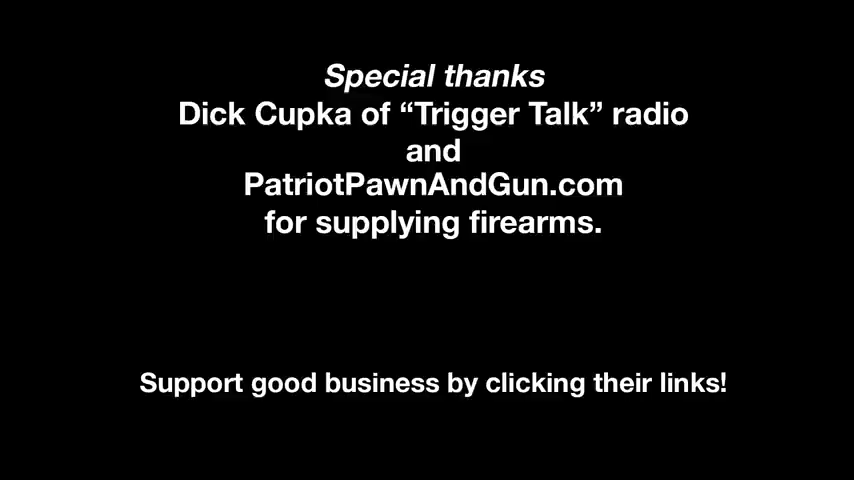 Special thanks
Dick Cupka of “Trigger Talk” radio
and
PatriotPawnAndGun.com
for supplying firearms.
Support good business by clicking their links!